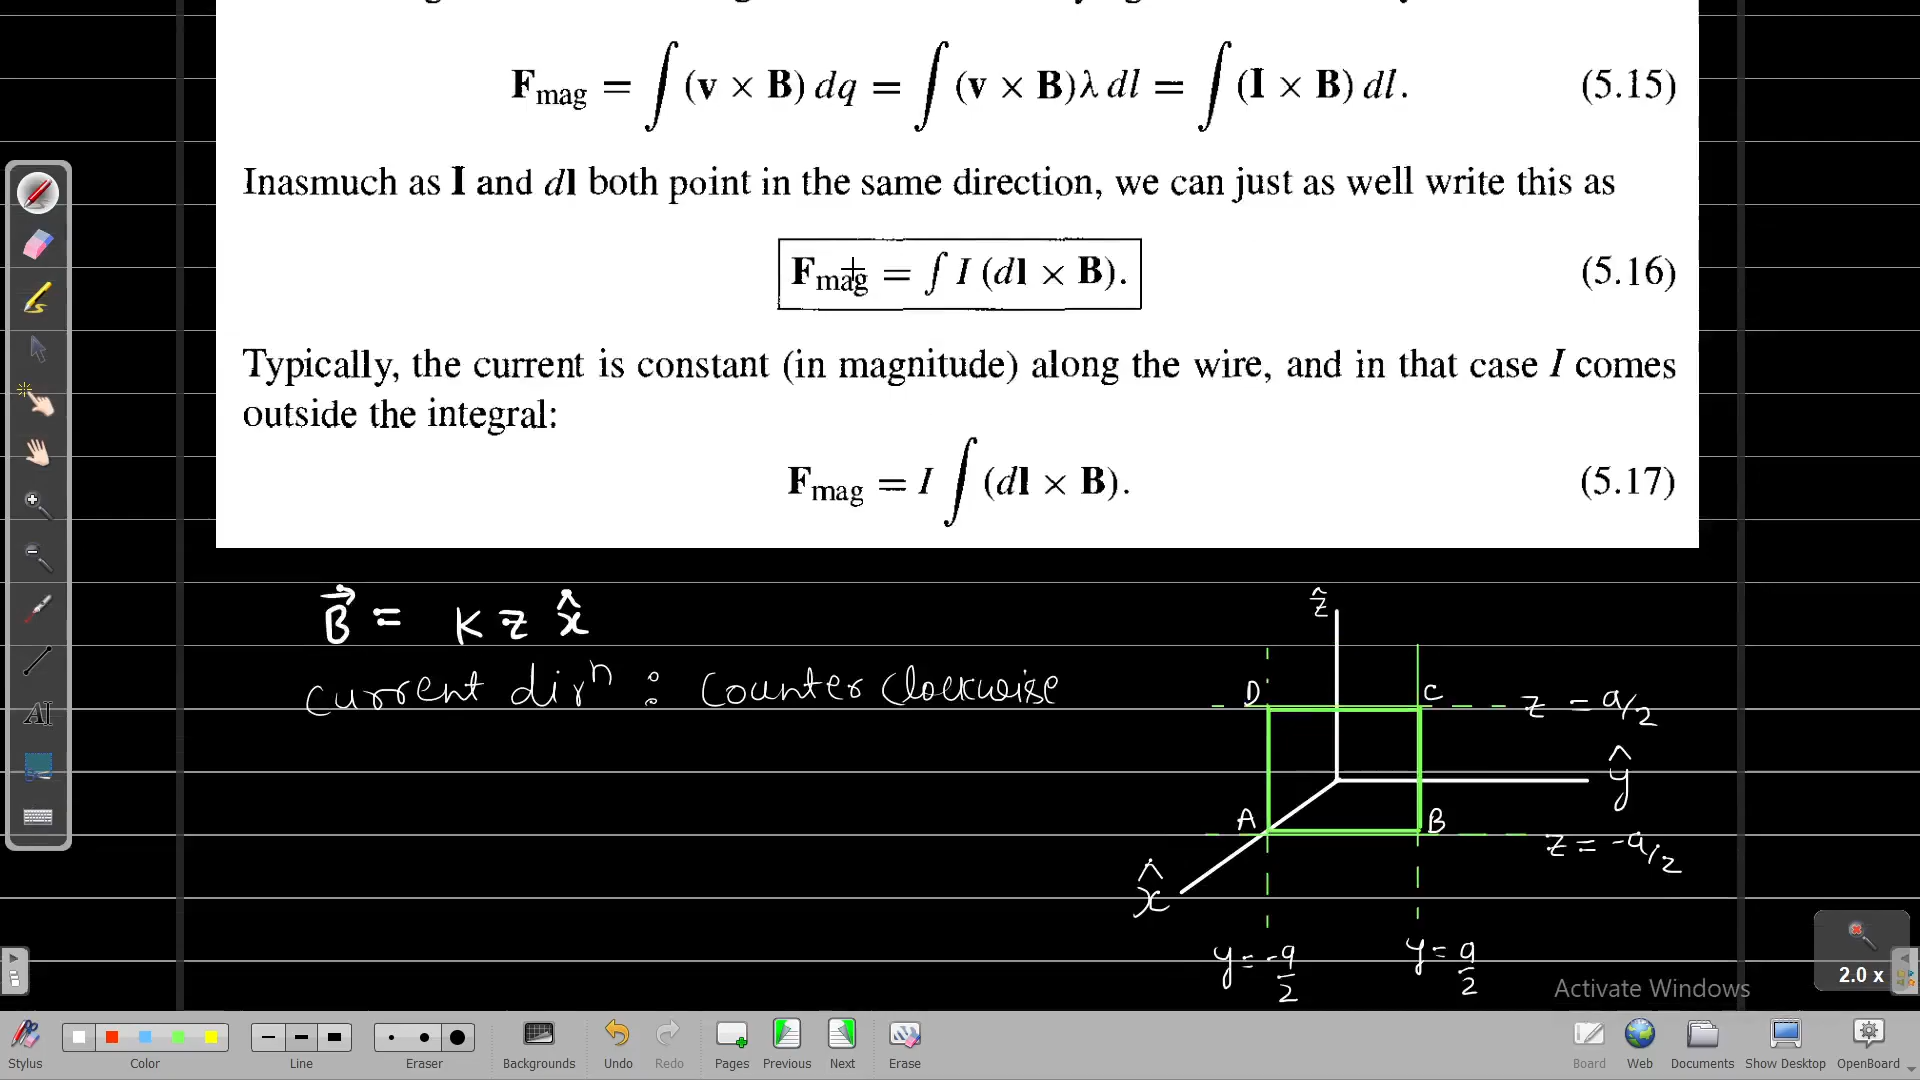 F_mag = ∫ (v × B) dq = ∫ (v × B)λ dl = ∫ (I × B) dl. (5.15)
Inasmuch as I and dl both point in the same direction, we can just as well write this as
F_mag = ∫ I (dl × B). (5.16)
Typically, the current is constant (in magnitude) along the wire, and in that case I comes
outside the integral:
F_mag = I ∫ (dl × B). (5.17)
B⃗ = K z x̂
current dirⁿ : Counter Clockwise
ẑ
D C z = a/2
ŷ
A B z = -a/2
x̂
y = -a/2 y = a/2
2.0 x
Activate Windows
Stylus Color Line Eraser Backgrounds Undo Redo Pages Previous Next Erase Board Web Documents Show Desktop OpenBoard
AI